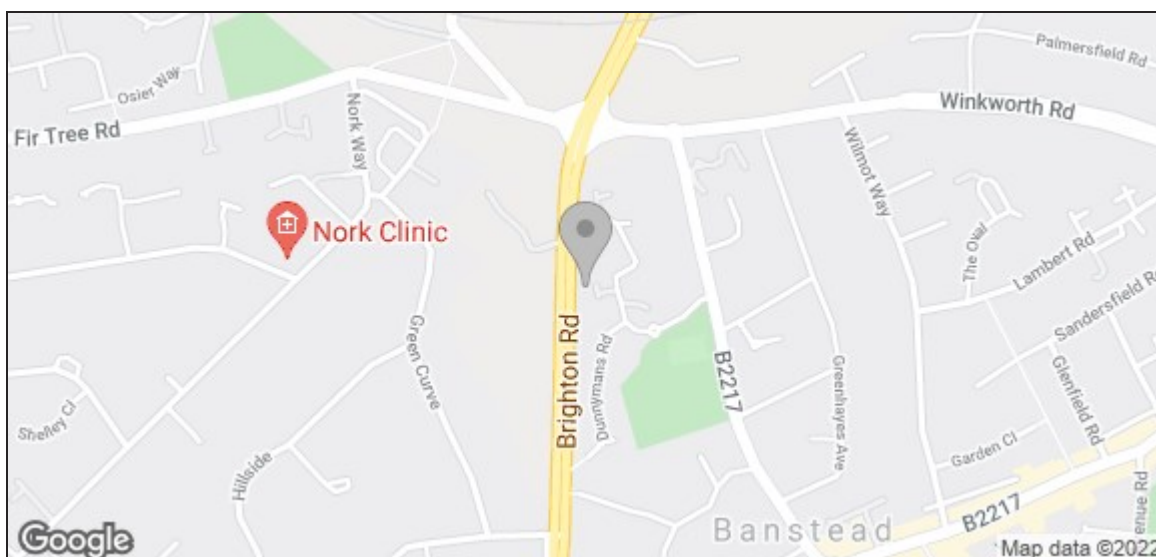 Palmersfield Rd
Osier Way
Winkworth Rd
Fir Tree Rd
Nork Way
Wilmot Way
Nork Clinic
The Oval
Lambert Rd
Sandersfield Rd
Green Curve
Brighton Rd
Dunnymans Rd
B2217
Greenhayes Ave
Glenfield Rd
Shelley Cl
Hillside
Garden Cl
B2217
Banstead
Google
Map data ©2022